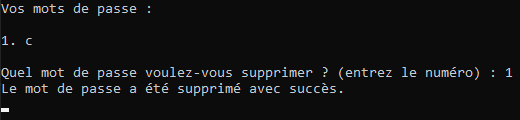 Vos mots de passe :
1. c
Quel mot de passe voulez-vous supprimer ? (entrez le numéro) : 1
Le mot de passe a été supprimé avec succès.